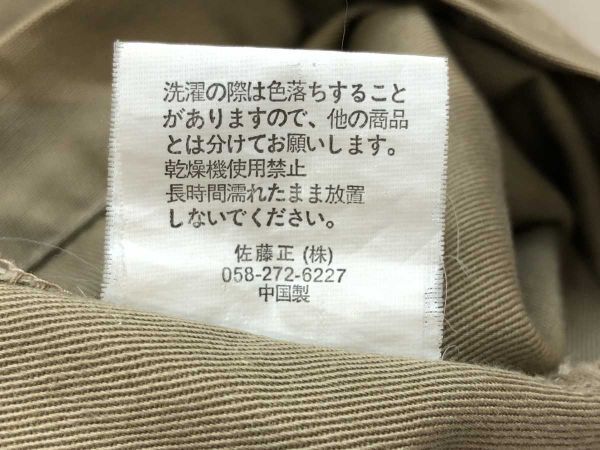 洗濯の際は色落ちすること
がありますので、他の商品
とは分けてお願いします。
乾燥機使用禁止
長時間濡れたまま放置
しないでください。
佐藤正 (株)
058-272-6227
中国製